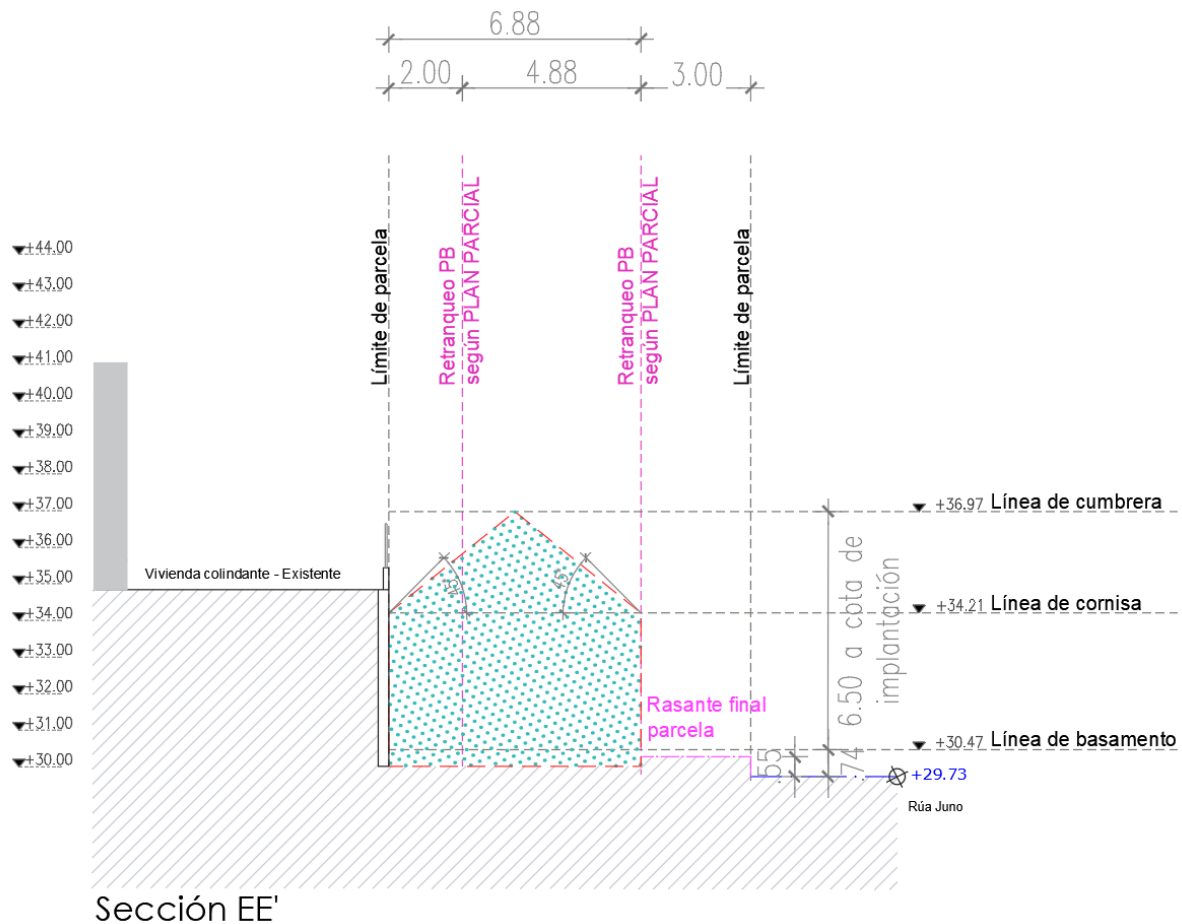 6.88
2.00
4.88
3.00
Límite de parcela
Retranqueo PB
según PLAN PARCIAL
Retranqueo PB
según PLAN PARCIAL
Límite de parcela
+44.00
+43.00
+42.00
+41.00
+40.00
+39.00
+38.00
+37.00
+36.00
+35.00
+34.00
+33.00
+32.00
+31.00
+30.00
Vivienda colindante - Existente
45°
45°
+36.97 Línea de cumbrera
+34.21 Línea de cornisa
6.50 a cota de
implantación
Rasante final
parcela
+30.47 Línea de basamento
.55
.74
+29.73
Rúa Juno
Sección EE'